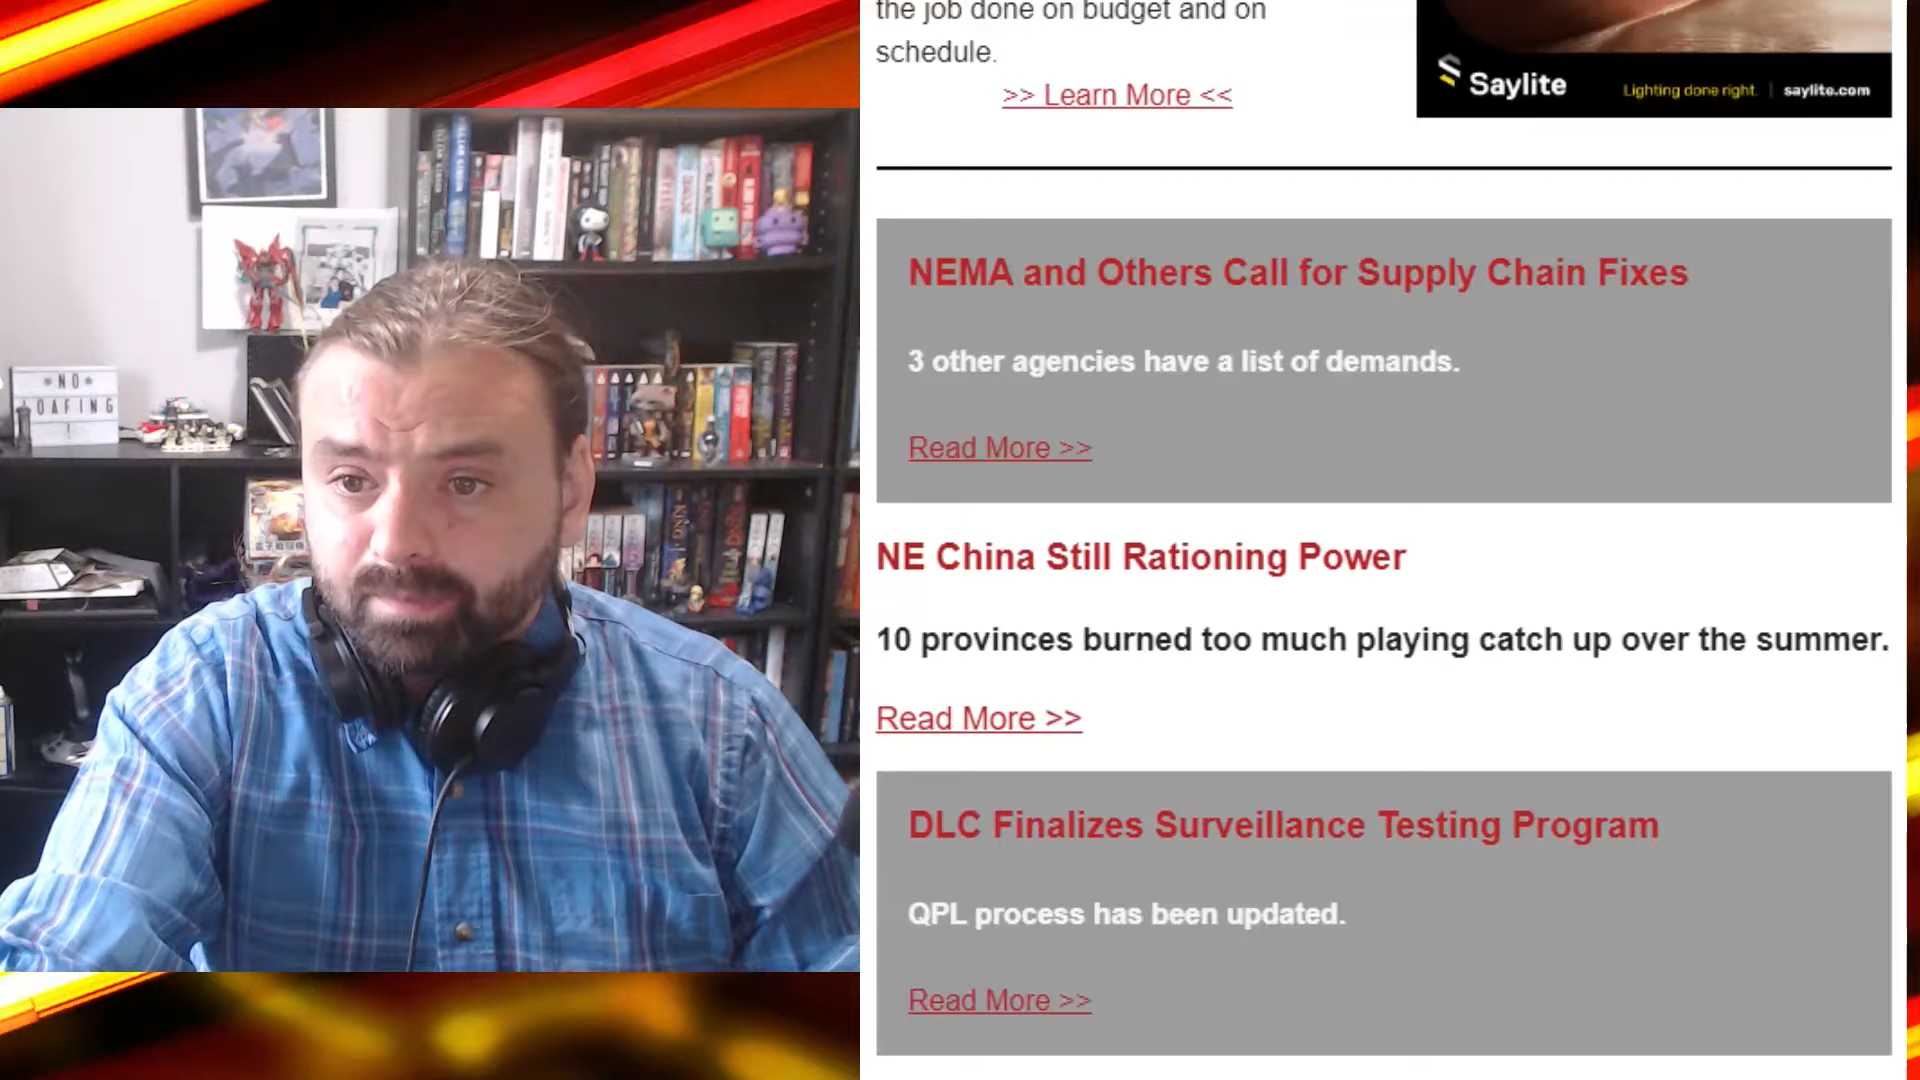 the job done on budget and on
schedule.
>> Learn More <<
Saylite
Lighting done right.
saylite.com
NEMA and Others Call for Supply Chain Fixes
3 other agencies have a list of demands.
Read More >>
NE China Still Rationing Power
10 provinces burned too much playing catch up over the summer.
Read More >>
DLC Finalizes Surveillance Testing Program
QPL process has been updated.
Read More >>
*NO*
OAFING
!
KING